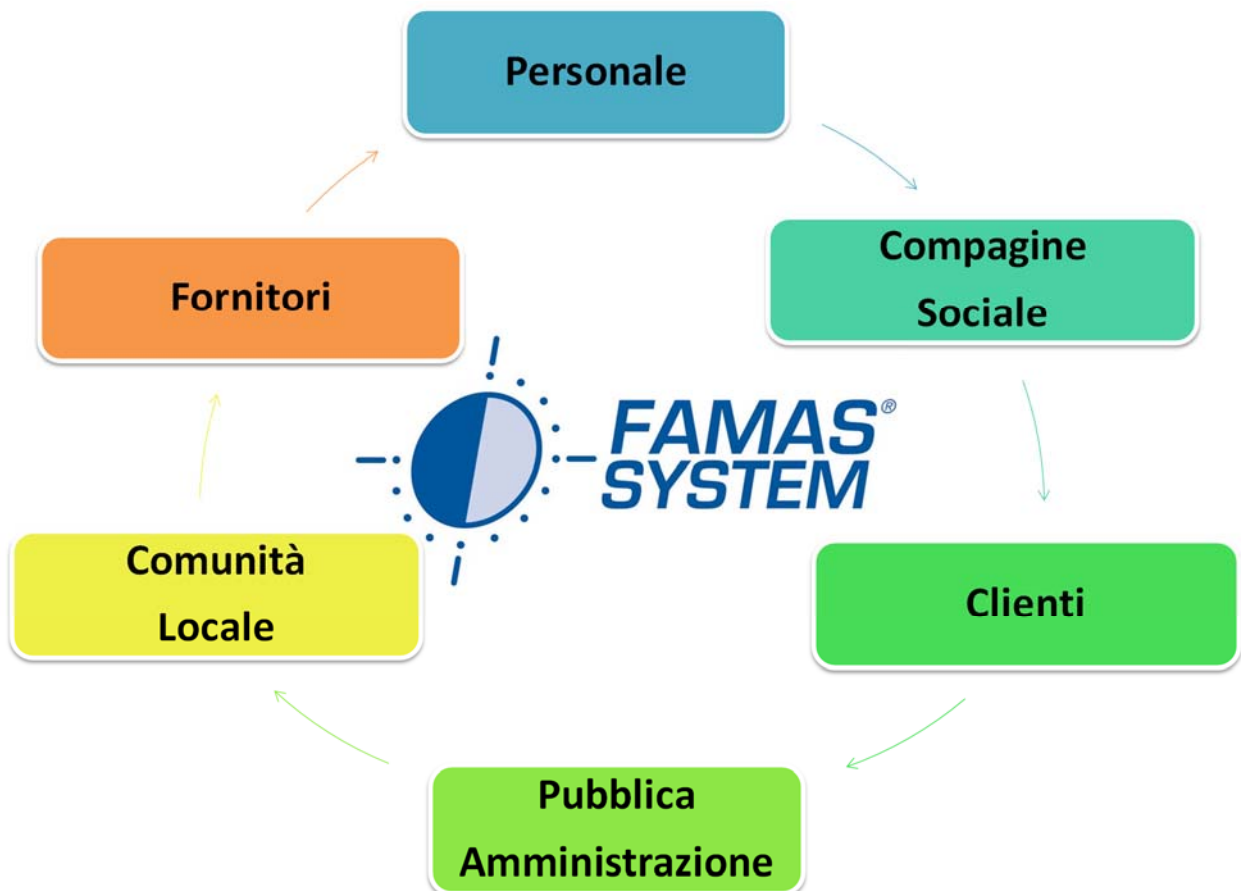 Personale
Compagine
Sociale
Fornitori
FAMAS®
SYSTEM
Comunità
Locale
Clienti
Pubblica
Amministrazione